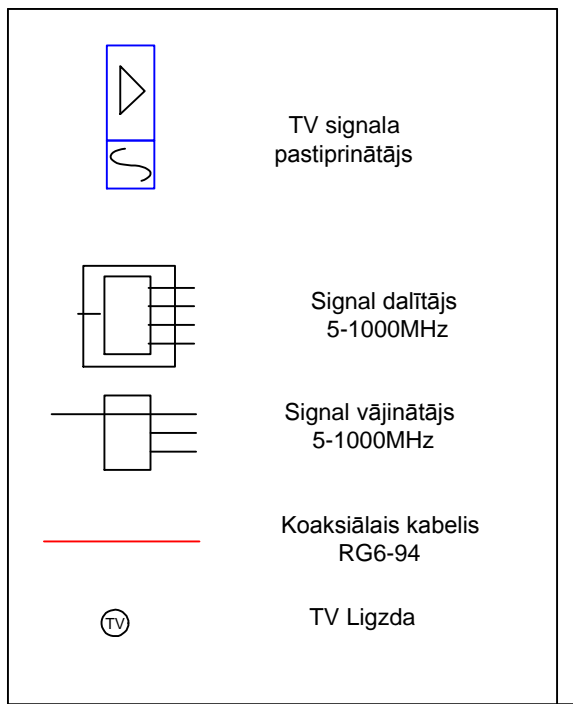 TV signala
pastiprinātājs
Signal dalītājs
5-1000MHz
Signal vājinātājs
5-1000MHz
Koaksiālais kabelis
RG6-94
TV
TV Ligzda